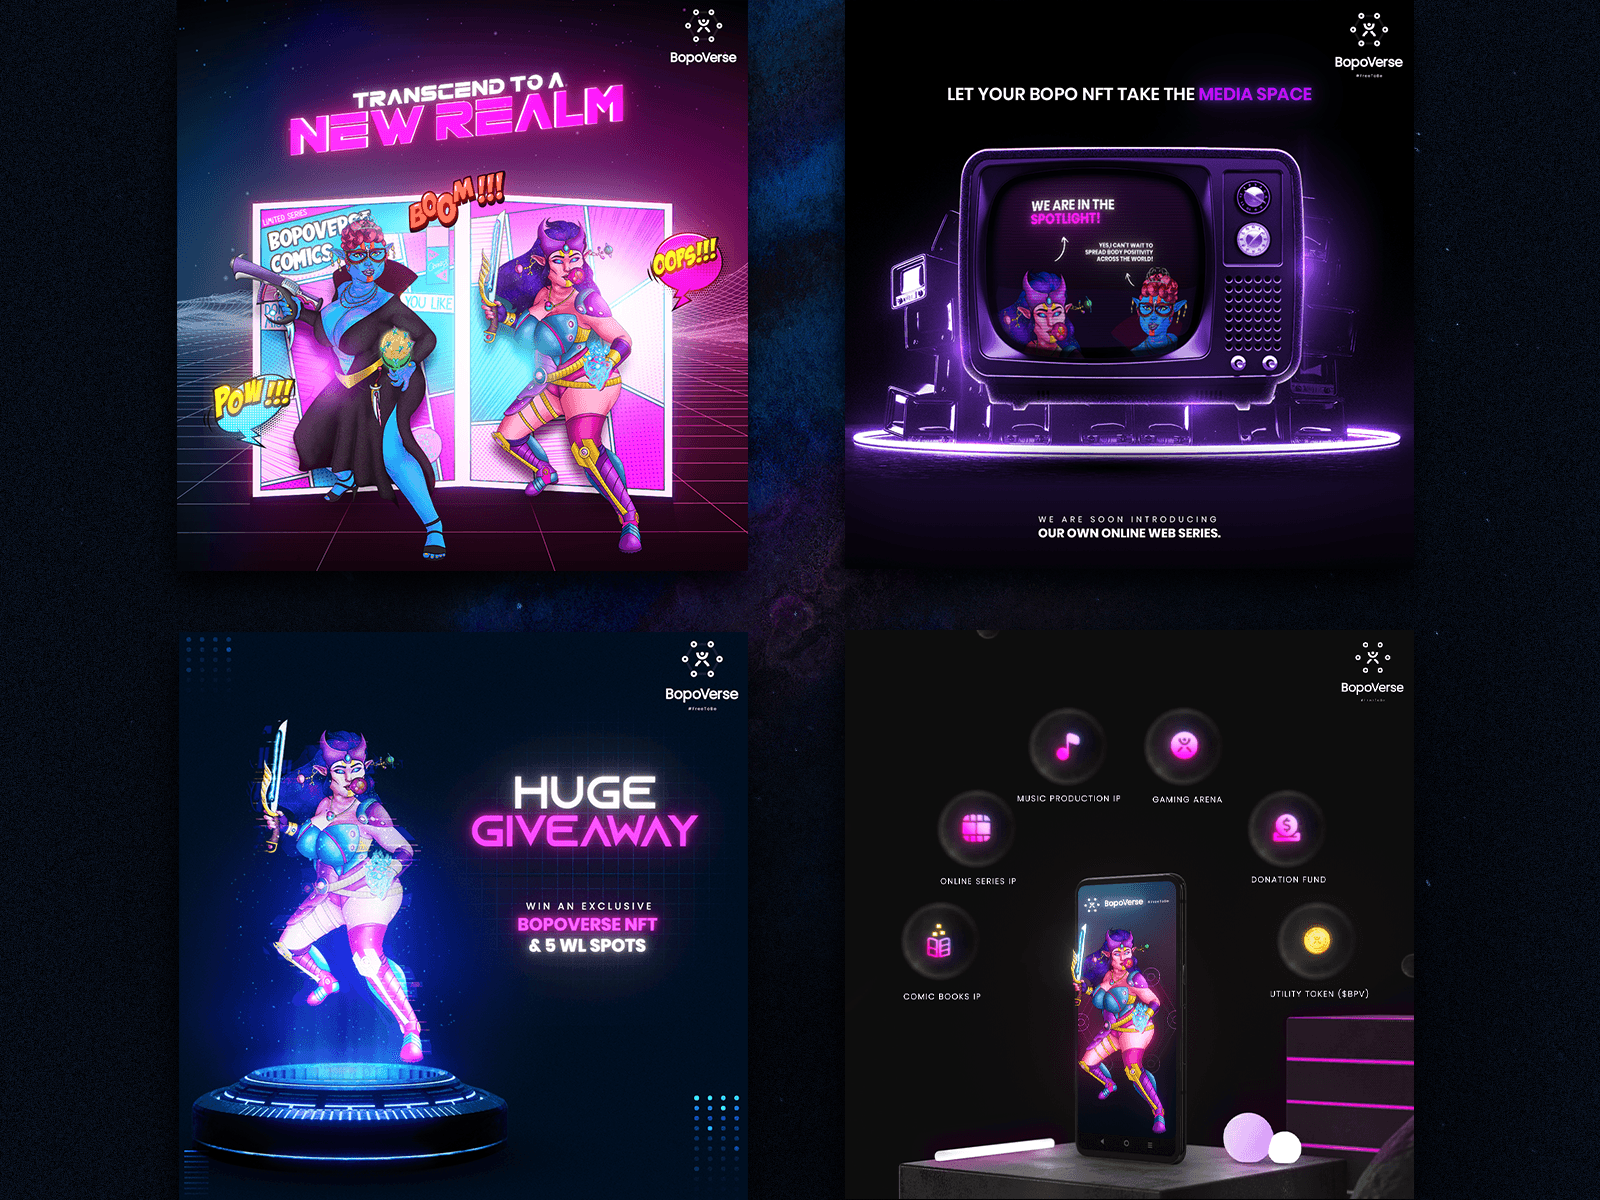 BopoVerse
TRANSCEND TO A
NEW REALM
BOOM!!!
LIMITED SERIES
BOPOVERSE
COMICS
OOPS!!!
YOU LIKE
POW!!!
BopoVerse
#FreeToBe
LET YOUR BOPO NFT TAKE THE MEDIA SPACE
WE ARE IN THE
SPOTLIGHT!
YES,I CAN'T WAIT TO
SPREAD BODY POSITIVITY
ACROSS THE WORLD!
WE ARE SOON INTRODUCING
OUR OWN ONLINE WEB SERIES.
BopoVerse
#FreeToBe
HUGE
GIVEAWAY
WIN AN EXCLUSIVE
BOPOVERSE NFT
& 5 WL SPOTS
BopoVerse
#FreeToBe
MUSIC PRODUCTION IP
GAMING ARENA
ONLINE SERIES IP
DONATION FUND
BopoVerse #FreeToBe
COMIC BOOKS IP
UTILITY TOKEN ($BPV)